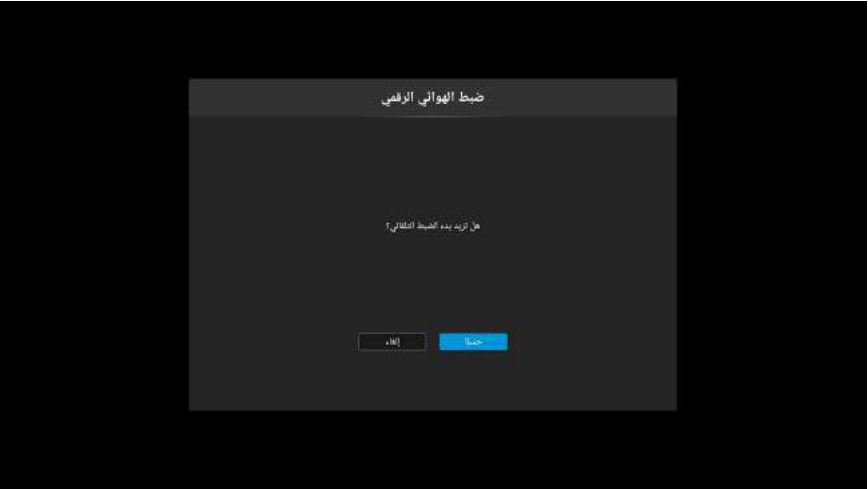 ضبط الهوائي الرقمي
هل تريد بدء الضبط التلقائي؟
حسنًا
إلغاء